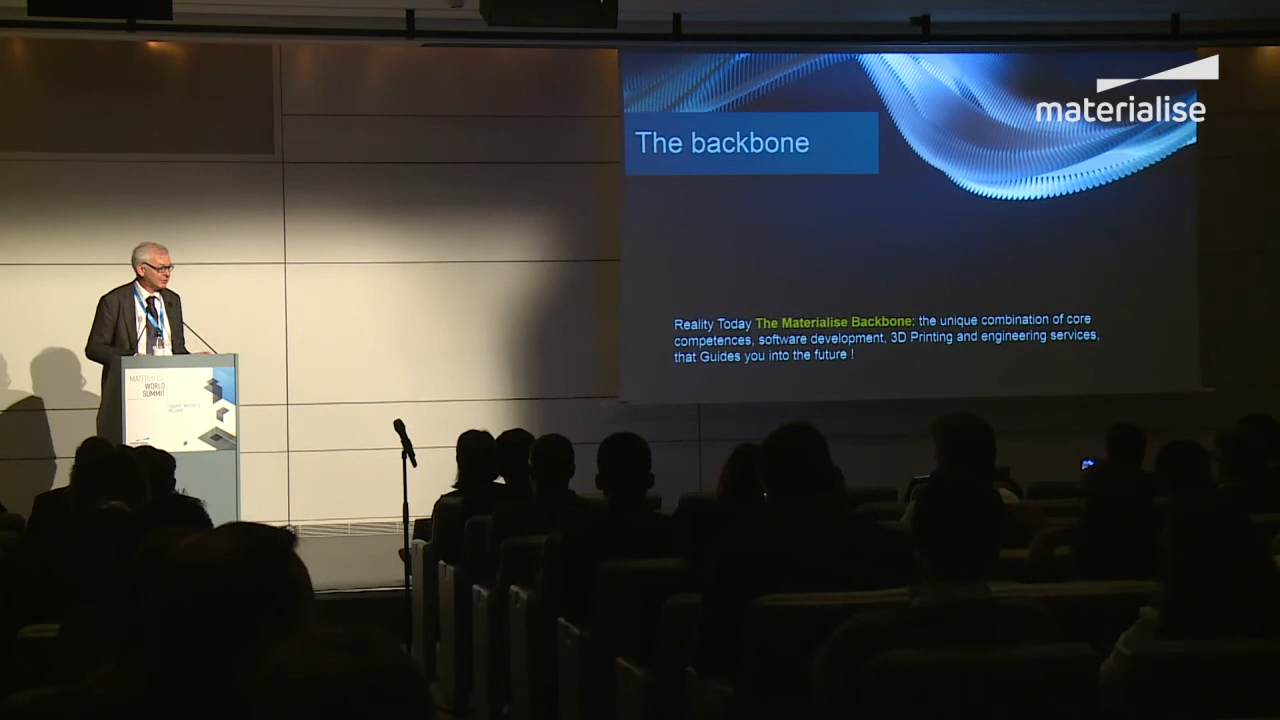 materialise
The backbone
Reality Today The Materialise Backbone: the unique combination of core
competences, software development, 3D Printing and engineering services,
that Guides you into the future !
MATERIALISE
WORLD
SUMMIT